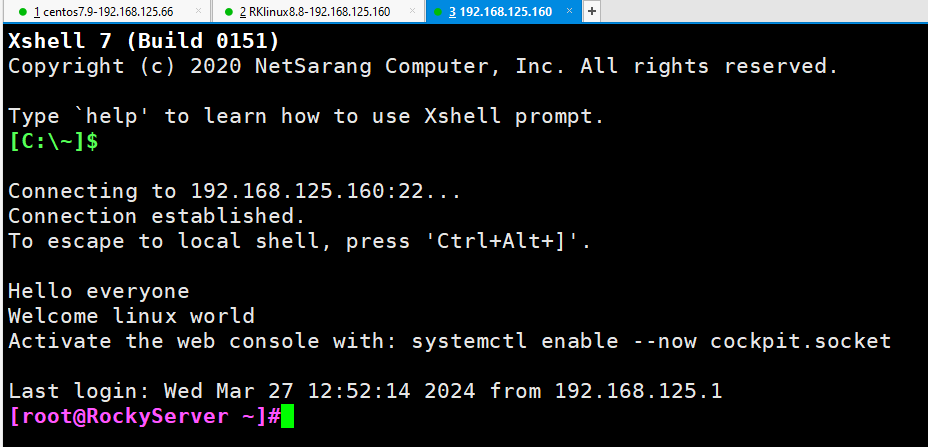 1 centos7.9-192.168.125.66 × 2 RKlinux8.8-192.168.125.160 × 3 192.168.125.160 × +
Xshell 7 (Build 0151)
Copyright (c) 2020 NetSarang Computer, Inc. All rights reserved.
Type `help' to learn how to use Xshell prompt.
[C:\~]$
Connecting to 192.168.125.160:22...
Connection established.
To escape to local shell, press 'Ctrl+Alt+]'.
Hello everyone
Welcome linux world
Activate the web console with: systemctl enable --now cockpit.socket
Last login: Wed Mar 27 12:52:14 2024 from 192.168.125.1
[root@RockyServer ~]#